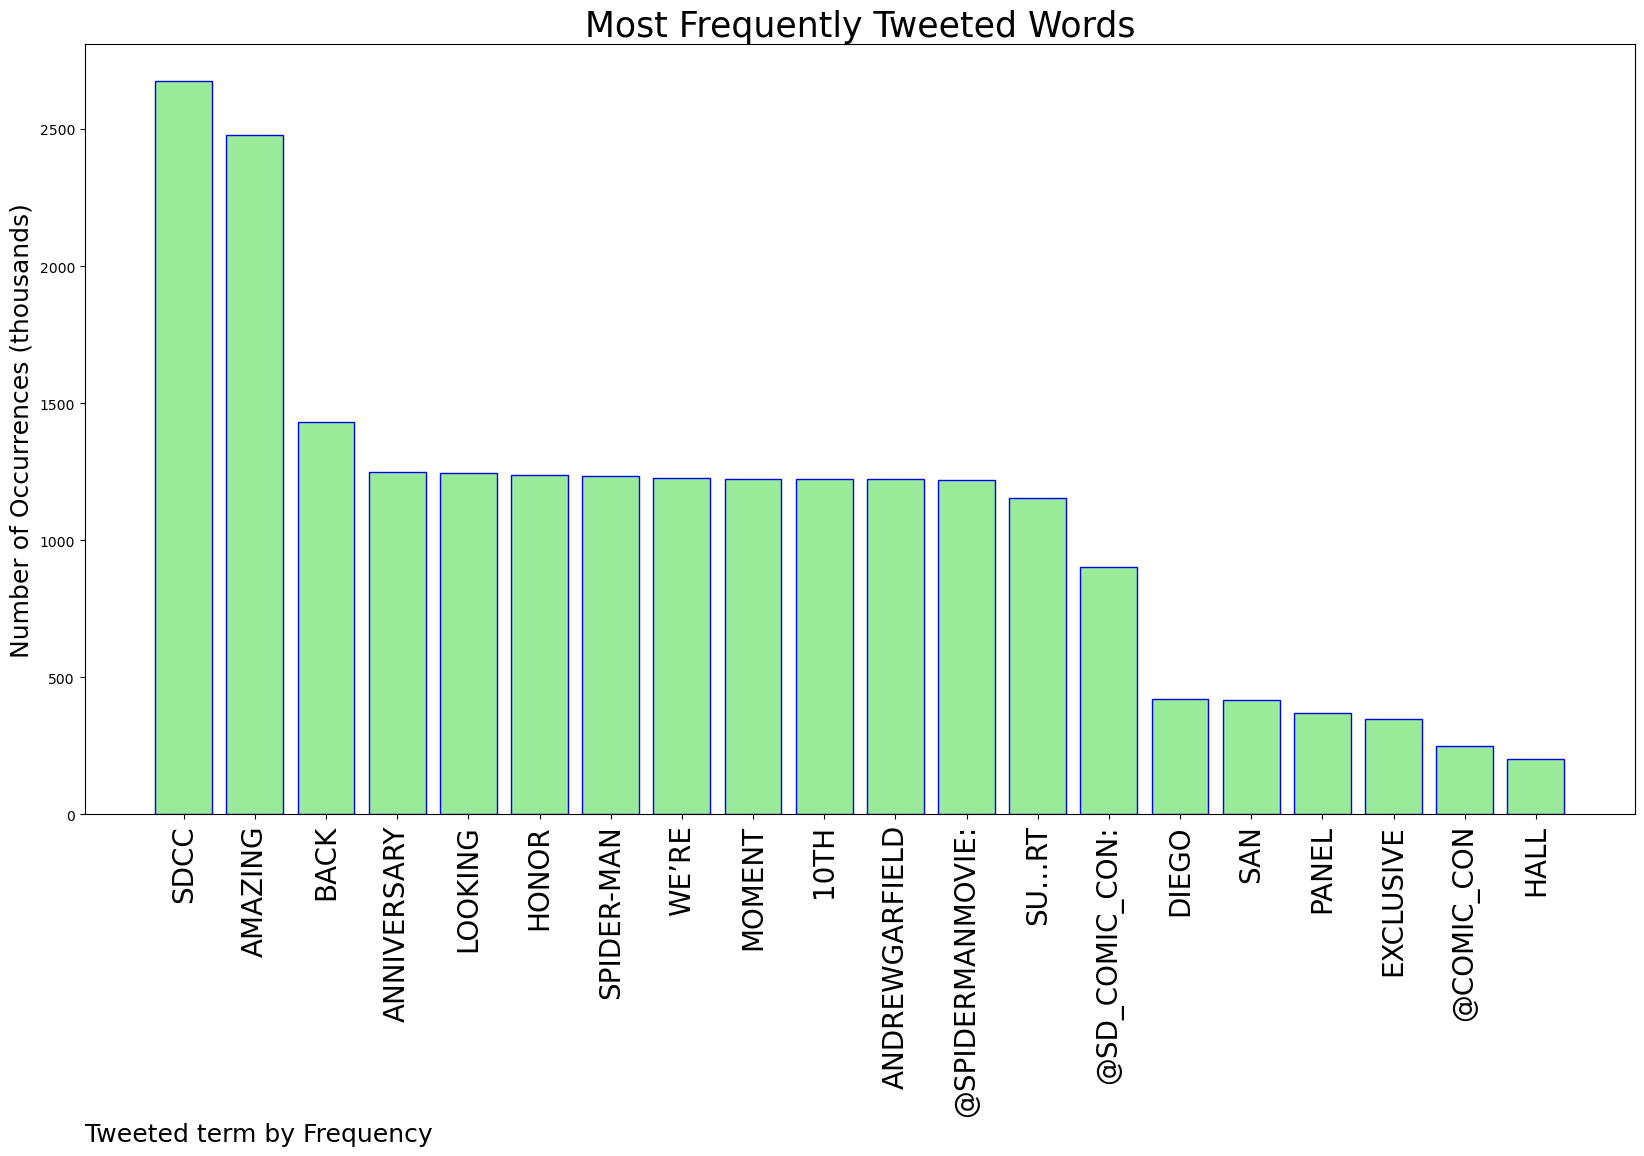 Most Frequently Tweeted Words
Number of Occurrences (thousands)
2500
2000
1500
1000
500
0
SDCC
AMAZING
BACK
ANNIVERSARY
LOOKING
HONOR
SPIDER-MAN
WE’RE
MOMENT
10TH
ANDREWGARFIELD
@SPIDERMANMOVIE:
SU…RT
@SD_COMIC_CON:
DIEGO
SAN
PANEL
EXCLUSIVE
@COMIC_CON
HALL
Tweeted term by Frequency